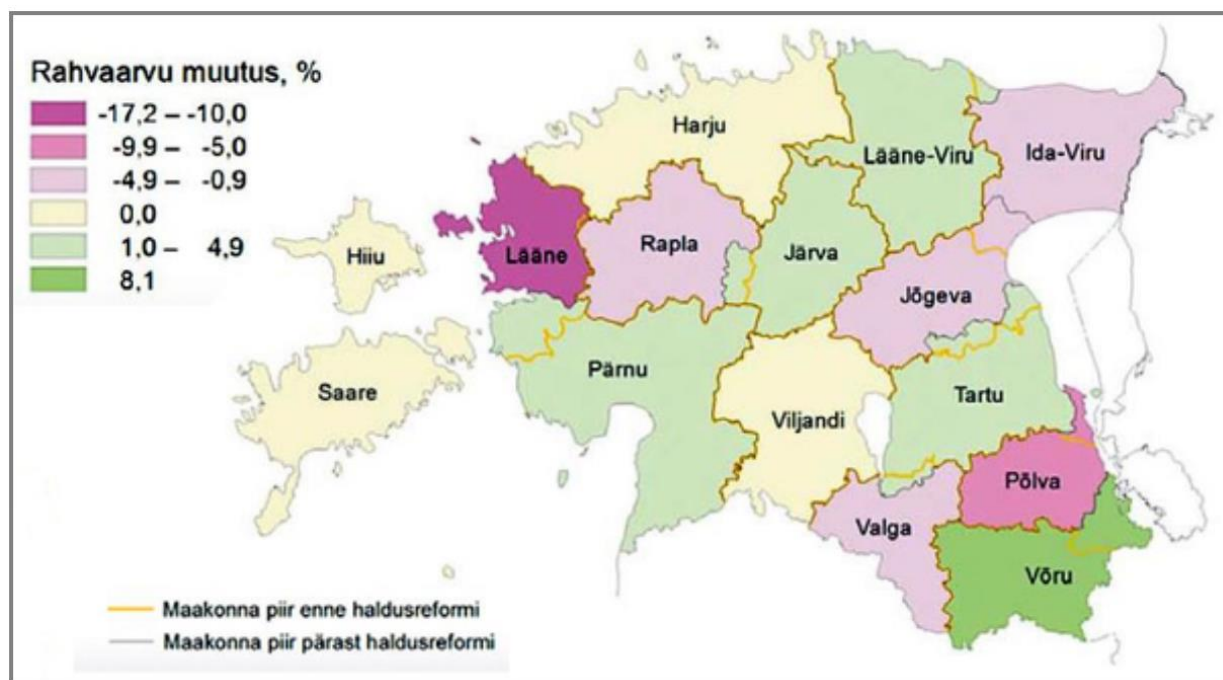 Rahvaarvu muutus, %
-17,2 – -10,0
-9,9 – -5,0
-4,9 – -0,9
0,0
1,0 – 4,9
8,1
Harju
Lääne-Viru
Ida-Viru
Hiiu
Lääne
Rapla
Järva
Jõgeva
Saare
Pärnu
Viljandi
Tartu
Põlva
Valga
Võru
Maakonna piir enne haldusreformi
Maakonna piir pärast haldusreformi